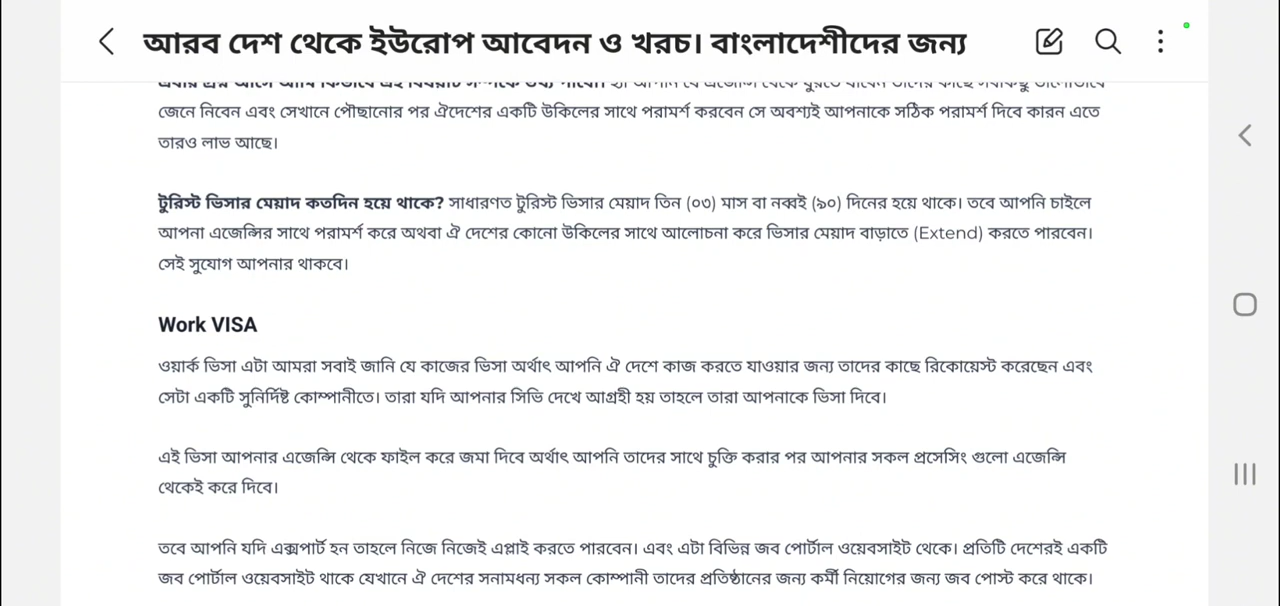 আরব দেশ থেকে ইউরোপ আবেদন ও খরচ। বাংলাদেশীদের জন্য
জেনে নিবেন এবং সেখানে পৌছানোর পর ঐদেশের একটি উকিলের সাথে পরামর্শ করবেন সে অবশ্যই আপনাকে সঠিক পরামর্শ দিবে কারন এতে
তারও লাভ আছে।
টুরিস্ট ভিসার মেয়াদ কতদিন হয়ে থাকে? সাধারণত টুরিস্ট ভিসার মেয়াদ তিন (০৩) মাস বা নব্বই (৯০) দিনের হয়ে থাকে। তবে আপনি চাইলে
আপনা এজেন্সির সাথে পরামর্শ করে অথবা ঐ দেশের কোনো উকিলের সাথে আলোচনা করে ভিসার মেয়াদ বাড়াতে (Extend) করতে পারবেন।
সেই সুযোগ আপনার থাকবে।
Work VISA
ওয়ার্ক ভিসা এটা আমরা সবাই জানি যে কাজের ভিসা অর্থাৎ আপনি ঐ দেশে কাজ করতে যাওয়ার জন্য তাদের কাছে রিকোয়েস্ট করেছেন এবং
সেটা একটি সুনির্দিষ্ট কোম্পানীতে। তারা যদি আপনার সিভি দেখে আগ্রহী হয় তাহলে তারা আপনাকে ভিসা দিবে।
এই ভিসা আপনার এজেন্সি থেকে ফাইল করে জমা দিবে অর্থাৎ আপনি তাদের সাথে চুক্তি করার পর আপনার সকল প্রসেসিং গুলো এজেন্সি
থেকেই করে দিবে।
তবে আপনি যদি এক্সপার্ট হন তাহলে নিজে নিজেই এপ্লাই করতে পারবেন। এবং এটা বিভিন্ন জব পোর্টাল ওয়েবসাইট থেকে। প্রতিটি দেশেরই একটি
জব পোর্টাল ওয়েবসাইট থাকে যেখানে ঐ দেশের সনামধন্য সকল কোম্পানী তাদের প্রতিষ্ঠানের জন্য কর্মী নিয়োগের জন্য জব পোস্ট করে থাকে।